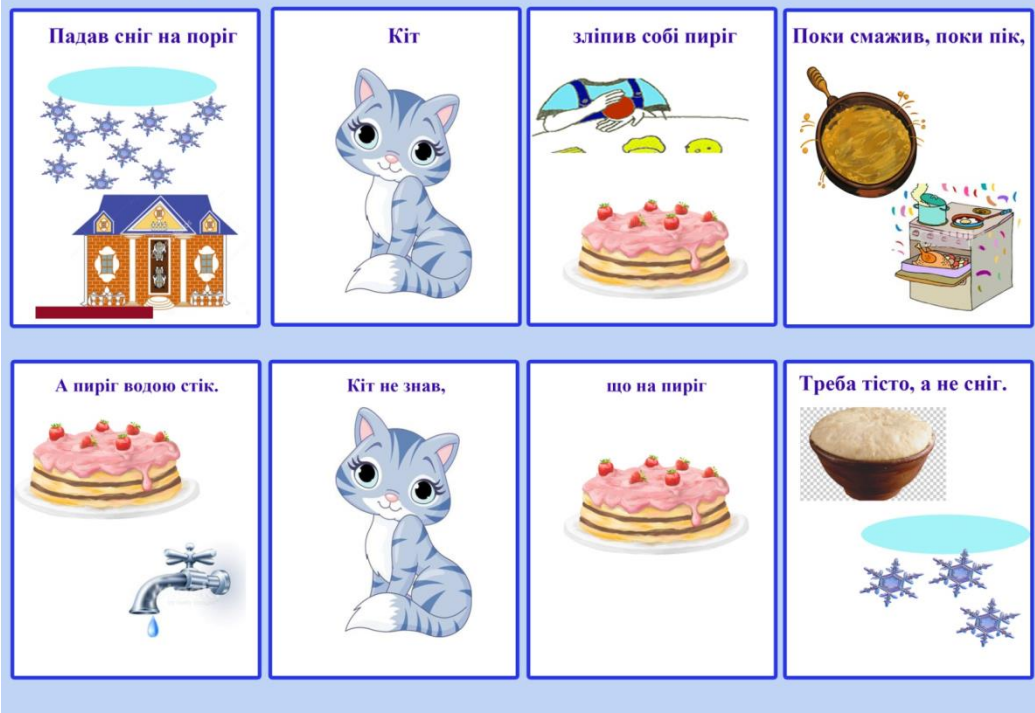 Падав сніг на поріг
Кіт
зліпив собі пиріг
Поки смажив, поки пік,
А пиріг водою стік.
Кіт не знав,
що на пиріг
Треба тісто, а не сніг.